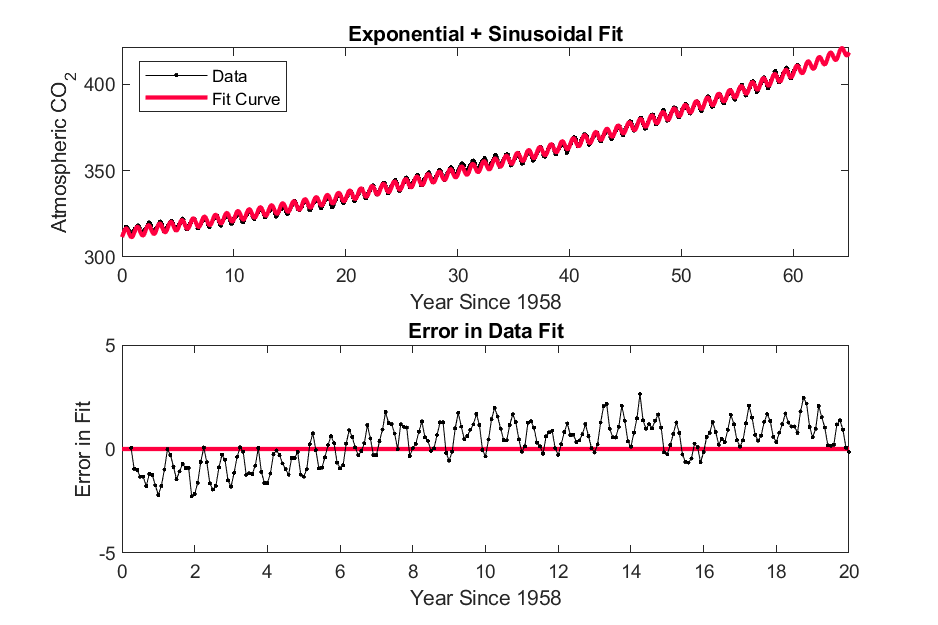 Exponential + Sinusoidal Fit
Atmospheric CO2
400
350
300
Data
Fit Curve
0 10 20 30 40 50 60
Year Since 1958
Error in Data Fit
Error in Fit
5
0
-5
0 2 4 6 8 10 12 14 16 18 20
Year Since 1958